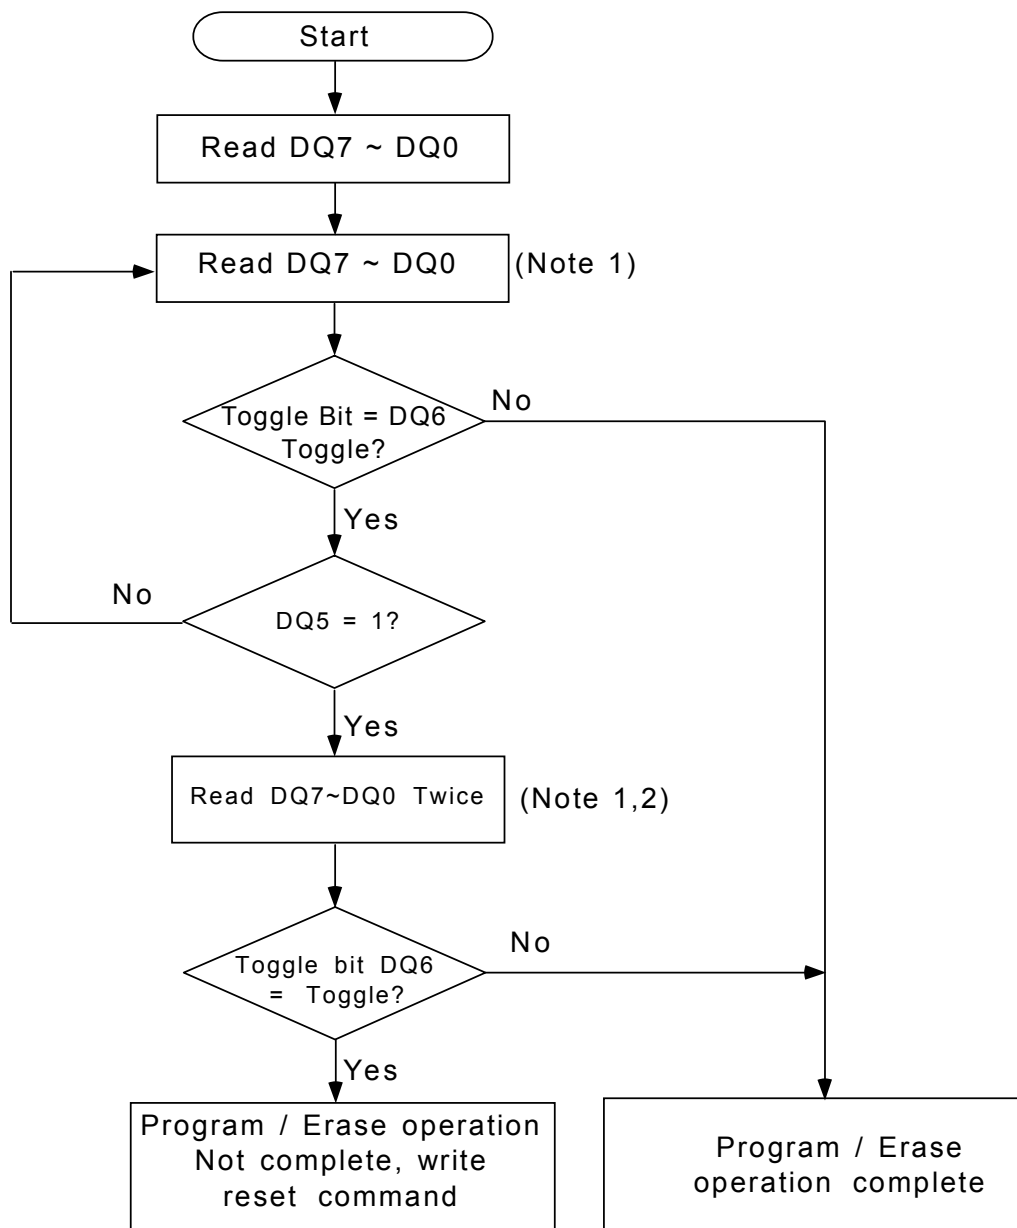 Start
Read DQ7 ~ DQ0
Read DQ7 ~ DQ0
(Note 1)
Toggle Bit = DQ6
Toggle?
No
Yes
DQ5 = 1?
No
Yes
Read DQ7~DQ0 Twice
(Note 1,2)
Toggle bit DQ6
= Toggle?
No
Yes
Program / Erase operation
Not complete, write
reset command
Program / Erase
operation complete